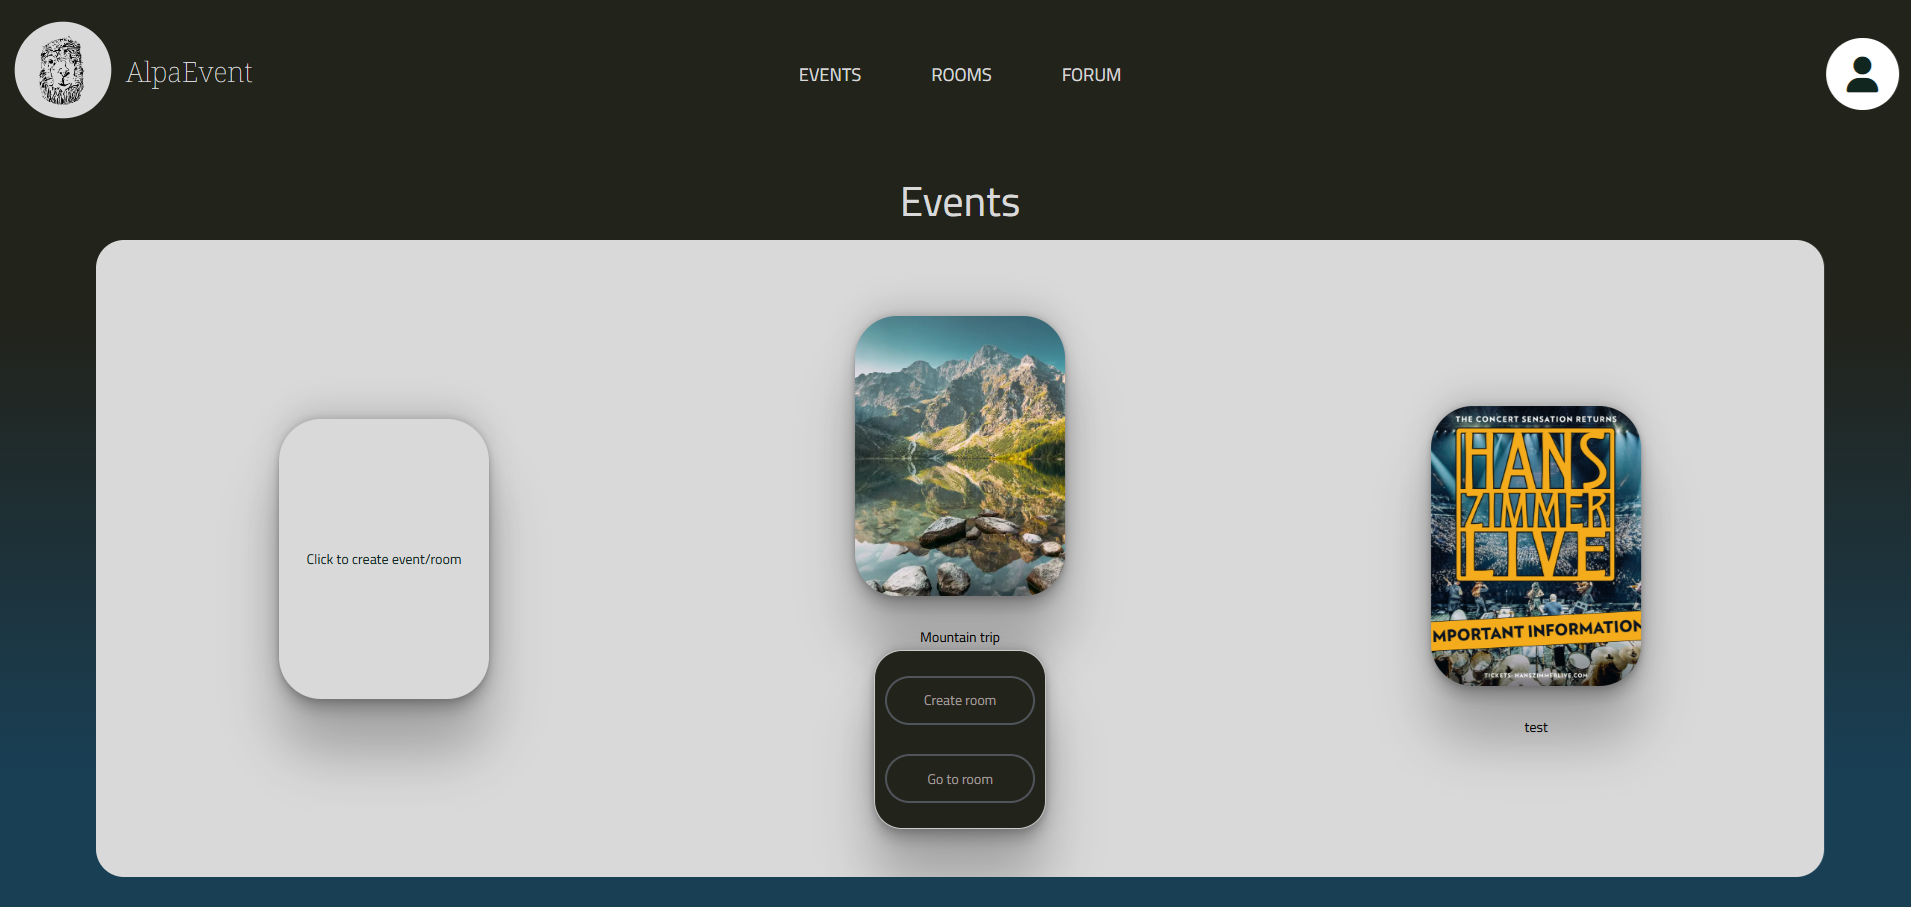 AlpaEvent
EVENTS
ROOMS
FORUM
Events
Click to create event/room
Mountain trip
Create room
Go to room
THE CONCERT SENSATION RETURNS
HANS
ZIMMER
LIVE
MPORTANT INFORMATION
TICKETS: HANSZIMMERLIVE.COM
test